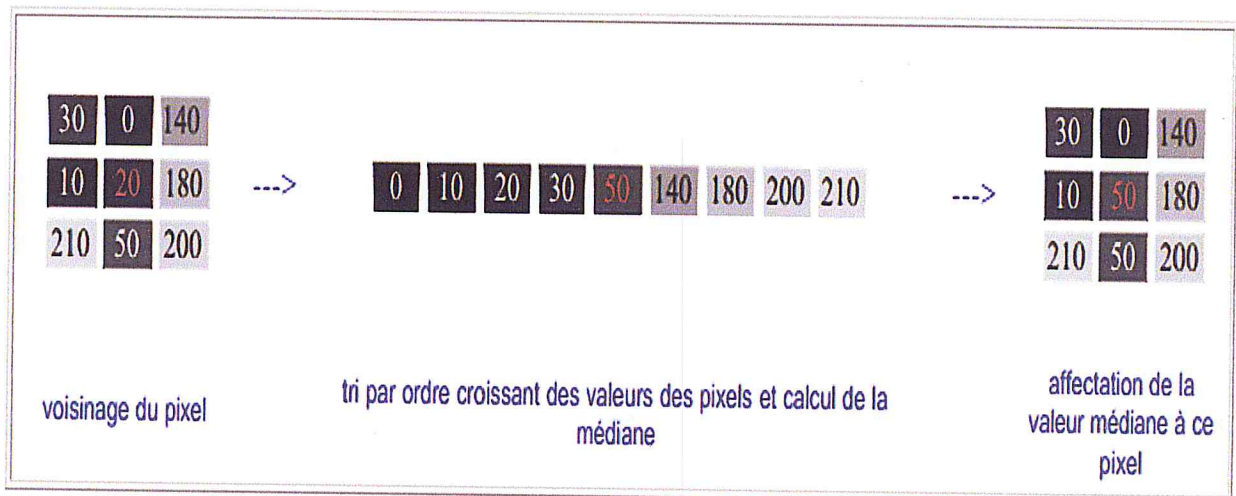 30 0 140
10 20 180
210 50 200
--->
0 10 20 30 50 140 180 200 210
--->
30 0 140
10 50 180
210 50 200
voisinage du pixel
tri par ordre croissant des valeurs des pixels et calcul de la
médiane
affectation de la
valeur médiane à ce
pixel